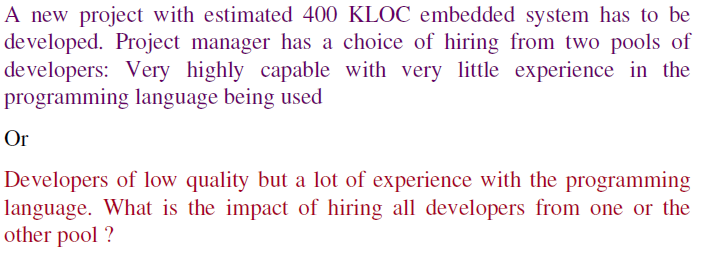 A new project with estimated 400 KLOC embedded system has to be
developed. Project manager has a choice of hiring from two pools of
developers: Very highly capable with very little experience in the
programming language being used
Or
Developers of low quality but a lot of experience with the programming
language. What is the impact of hiring all developers from one or the
other pool ?